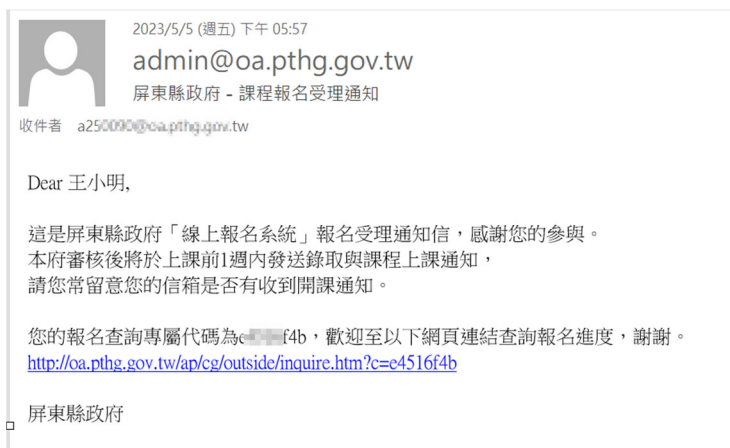 2023/5/5 (週五) 下午 05:57
admin@oa.pthg.gov.tw
屏東縣政府 - 課程報名受理通知
收件者 a25 .tw
Dear 王小明,
這是屏東縣政府「線上報名系統」報名受理通知信，感謝您的參與。
本府審核後將於上課前1週內發送錄取與課程上課通知，
請您常留意您的信箱是否有收到開課通知。
您的報名查詢專屬代碼為e f4b，歡迎至以下網頁連結查詢報名進度，謝謝。
http://oa.pthg.gov.tw/ap/cg/outside/inquire.htm?c=e4516f4b
屏東縣政府